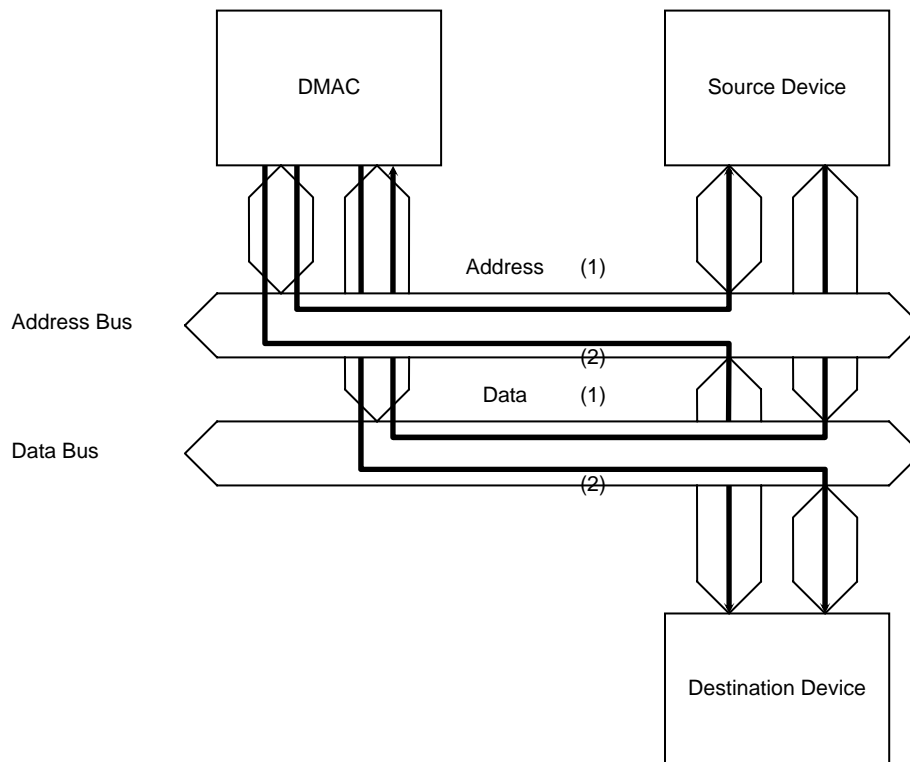 DMAC
Source Device
Address (1)
Address Bus
(2)
Data (1)
Data Bus
(2)
Destination Device